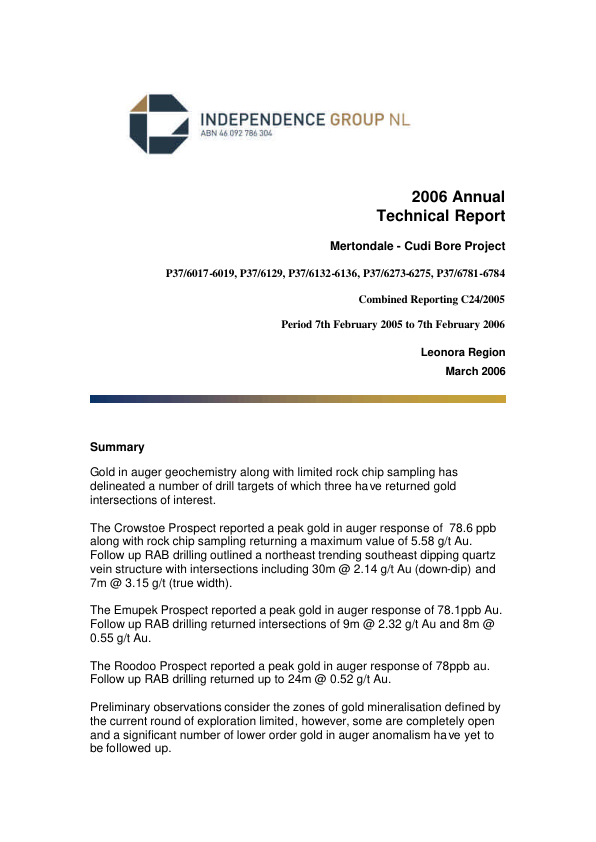 INDEPENDENCE GROUP NL
ABN 46 092 786 304
2006 Annual
Technical Report
Mertondale - Cudi Bore Project
P37/6017-6019, P37/6129, P37/6132-6136, P37/6273-6275, P37/6781-6784
Combined Reporting C24/2005
Period 7th February 2005 to 7th February 2006
Leonora Region
March 2006
Summary
Gold in auger geochemistry along with limited rock chip sampling has
delineated a number of drill targets of which three have returned gold
intersections of interest.
The Crowstoe Prospect reported a peak gold in auger response of 78.6 ppb
along with rock chip sampling returning a maximum value of 5.58 g/t Au.
Follow up RAB drilling outlined a northeast trending southeast dipping quartz
vein structure with intersections including 30m @ 2.14 g/t Au (down-dip) and
7m @ 3.15 g/t (true width).
The Emupek Prospect reported a peak gold in auger response of 78.1ppb Au.
Follow up RAB drilling returned intersections of 9m @ 2.32 g/t Au and 8m @
0.55 g/t Au.
The Roodoo Prospect reported a peak gold in auger response of 78ppb au.
Follow up RAB drilling returned up to 24m @ 0.52 g/t Au.
Preliminary observations consider the zones of gold mineralisation defined by
the current round of exploration limited, however, some are completely open
and a significant number of lower order gold in auger anomalism have yet to
be followed up.